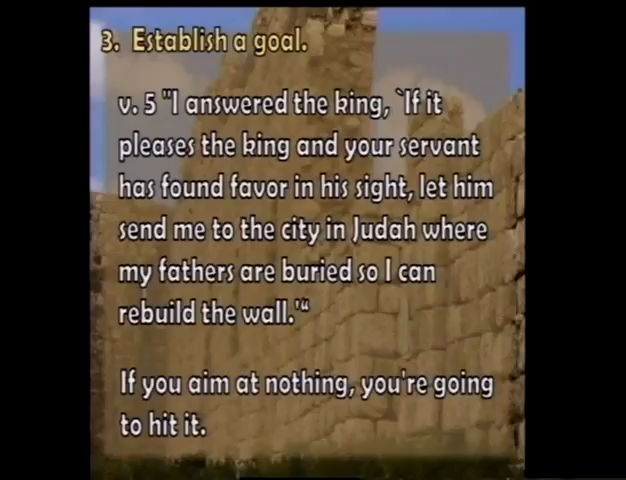 3. Establish a goal.
v. 5 "I answered the king, `If it
pleases the king and your servant
has found favor in his sight, let him
send me to the city in Judah where
my fathers are buried so I can
rebuild the wall.'“
If you aim at nothing, you're going
to hit it.